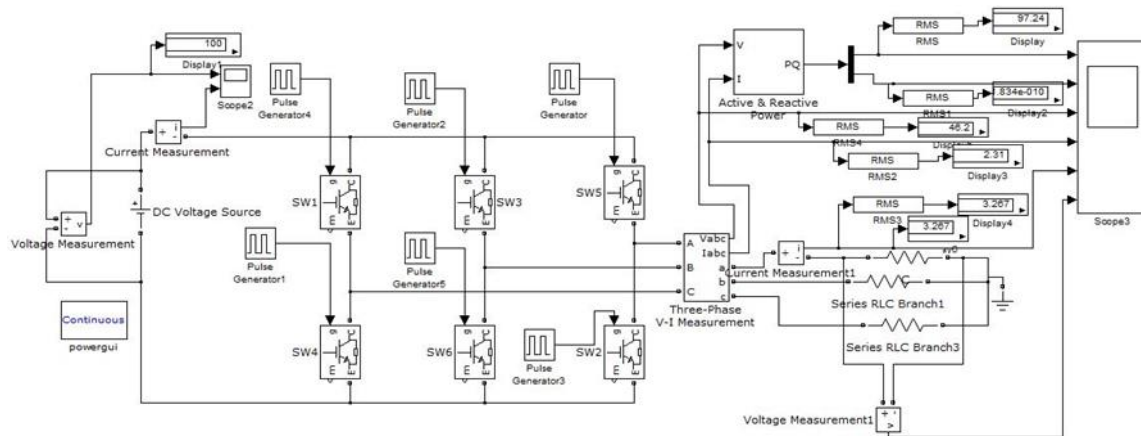 100
Display1
Scope2
Pulse
Generator4
Pulse
Generator2
Pulse
Generator
V
I
PQ
Active & Reactive
Power
RMS
RMS
97.24
Display
RMS
RMS1
.834e-010
Display2
RMS
RMS4
46.2
RMS
RMS2
2.31
Display3
RMS
RMS3
3.267
Display4
3.267
Scope3
+
i
-
Current Measurement
+
-
v
Voltage Measurement
+
DC Voltage Source
Continuous
powergui
g
C
m
E
SW1
g
C
m
E
SW3
g
C
m
E
SW5
Pulse
Generator1
Pulse
Generator5
Pulse
Generator3
g
C
m
E
SW4
g
C
m
E
SW6
g
C
m
E
SW2
A
B
C
Vabc
Iabc
a
b
c
Three-Phase
V-I Measurement
+
i
-
Current Measurement1
Series RLC Branch1
Series RLC Branch3
Voltage Measurement1
+
-
v